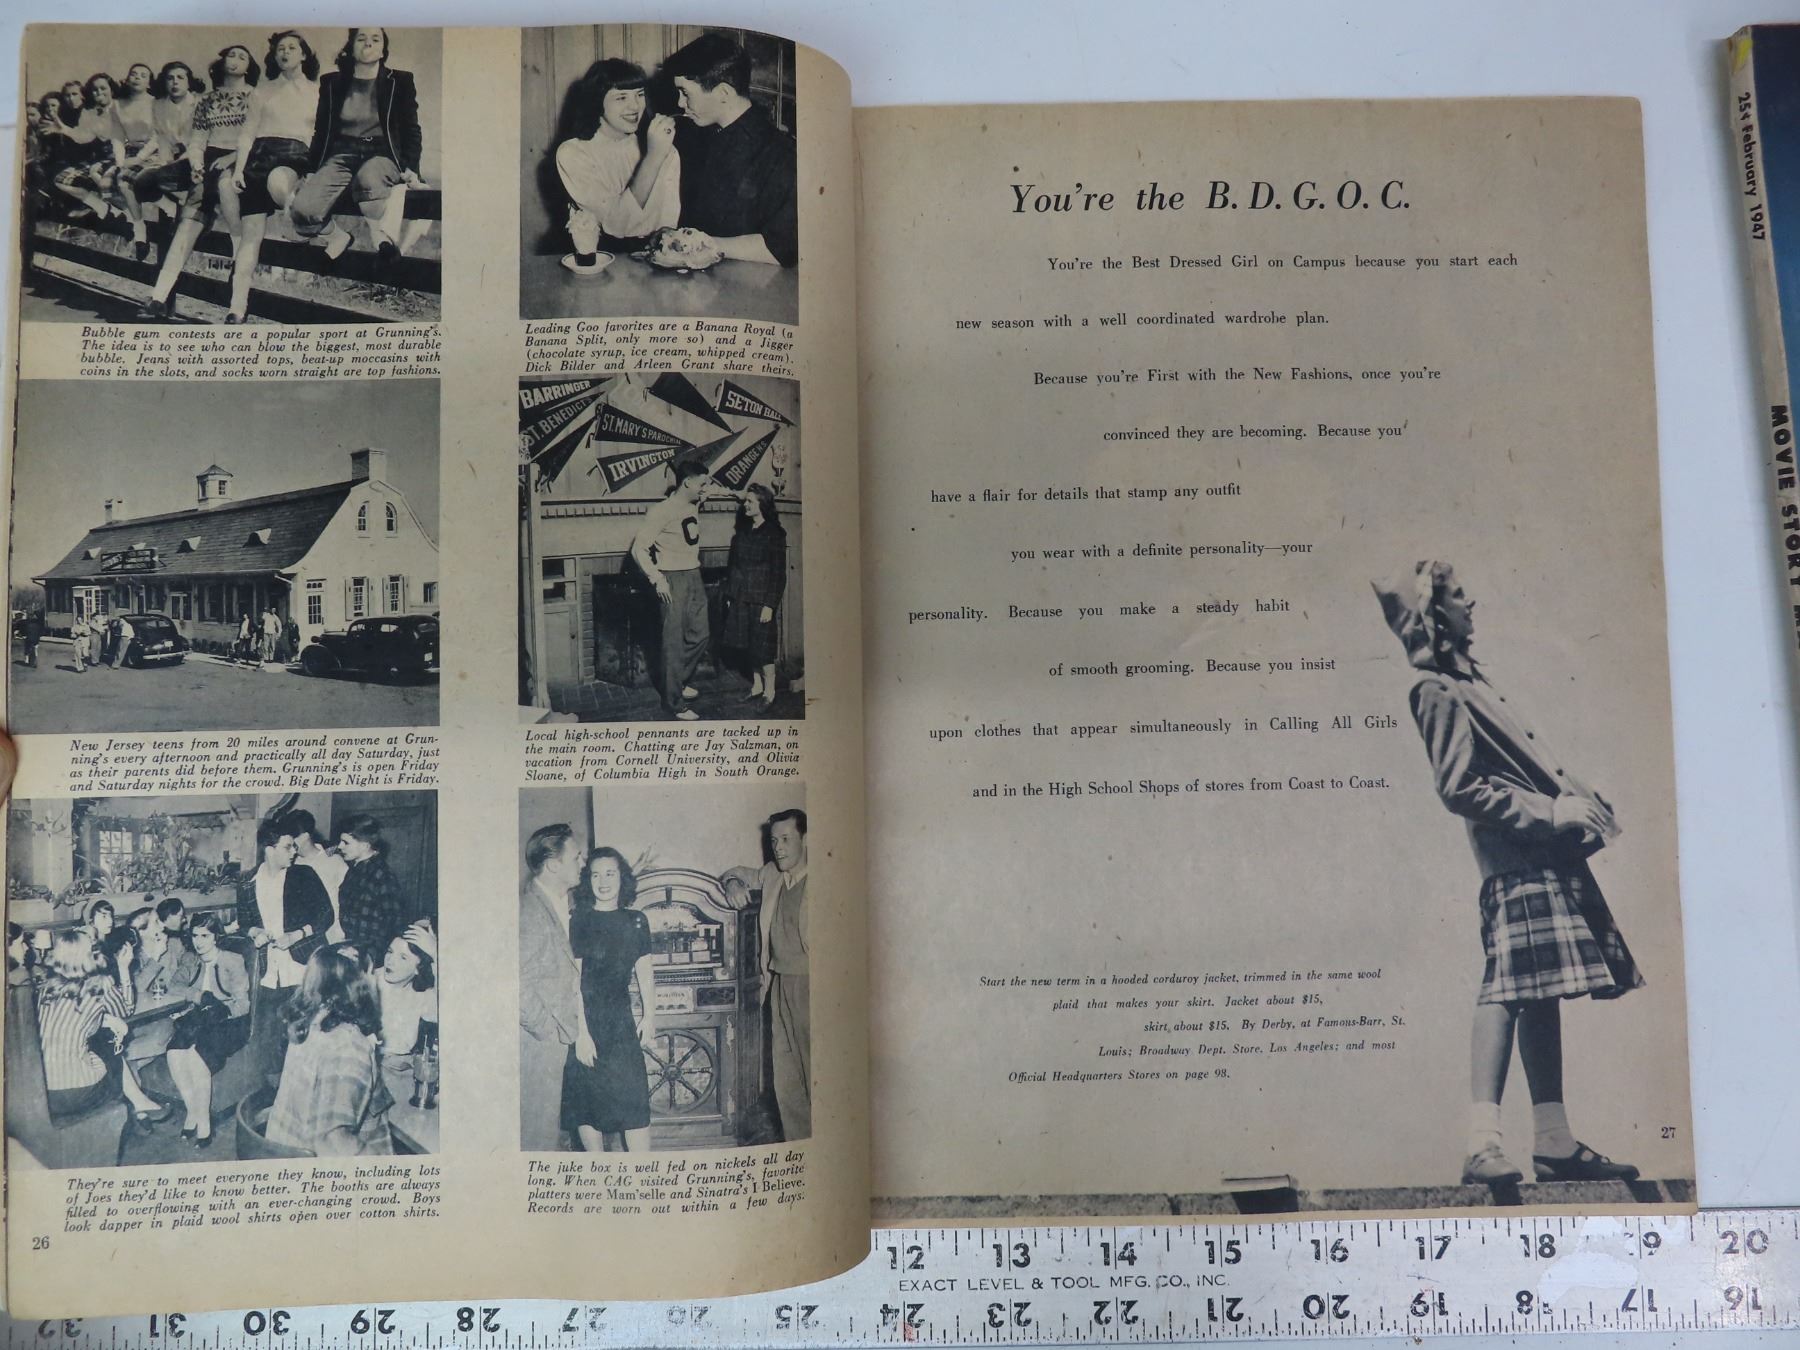 Bubble gum contests are a popular sport at Grunning's.
The idea is to see who can blow the biggest, most durable
bubble. Jeans with assorted tops, beat-up moccasins with
coins in the slots, and socks worn straight are top fashions.
New Jersey teens from 20 miles around convene at Grun-
ning's every afternoon and practically all day Saturday, just
as their parents did before them. Grunning's is open Friday
and Saturday nights for the crowd. Big Date Night is Friday.
They're sure to meet everyone they know, including lots
of Joes they'd like to know better. The booths are always
filled to overflowing with an ever-changing crowd. Boys
look dapper in plaid wool shirts open over cotton shirts.
26
Leading Goo favorites are a Banana Royal (a
Banana Split, only more so) and a Jigger
(chocolate syrup, ice cream, whipped cream).
Dick Bilder and Arleen Grant share theirs.
BARRINGER
ST. BENEDICT'S
ST. MARY'S PAROCHIAL
SETON HALL
IRVINGTON
ORANGE H.S.
C
Local high-school pennants are tacked up in
the main room. Chatting are Jay Salzman, on
vacation from Cornell University, and Olivia
Sloane, of Columbia High in South Orange.
The juke box is well fed on nickels all day
long. When CAG visited Grunning's, favorite
platters were Mam'selle and Sinatra's I Believe.
Records are worn out within a few days.
You're the B. D. G. O. C.
You're the Best Dressed Girl on Campus because you start each
new season with a well coordinated wardrobe plan.
Because you're First with the New Fashions, once you're
convinced they are becoming. Because you
have a flair for details that stamp any outfit
you wear with a definite personality—your
personality. Because you make a steady habit
of smooth grooming. Because you insist
upon clothes that appear simultaneously in Calling All Girls
and in the High School Shops of stores from Coast to Coast.
Start the new term in a hooded corduroy jacket, trimmed in the same wool
plaid that makes your skirt. Jacket about $15,
skirt about $15. By Derby, at Famous-Barr, St.
Louis; Broadway Dept. Store, Los Angeles; and most
Official Headquarters Stores on page 98.
27
25¢ February 1947
MOVIE STORY
12 13 14 15 16 17 18 19 20
EXACT LEVEL & TOOL MFG. CO., INC.
32 31 30 29 28 27 26 25 24 23 22 21 20 19 18 17 16